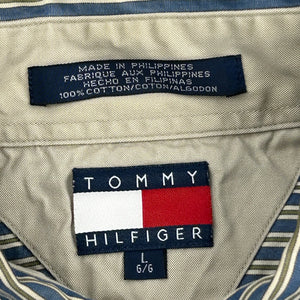 MADE IN PHILIPPINES
FABRIQUE AUX PHILIPPINES
HECHO EN FILIPINAS
100% COTTON/COTON/ALGODON
TOMMY
HILFIGER
L
G/G